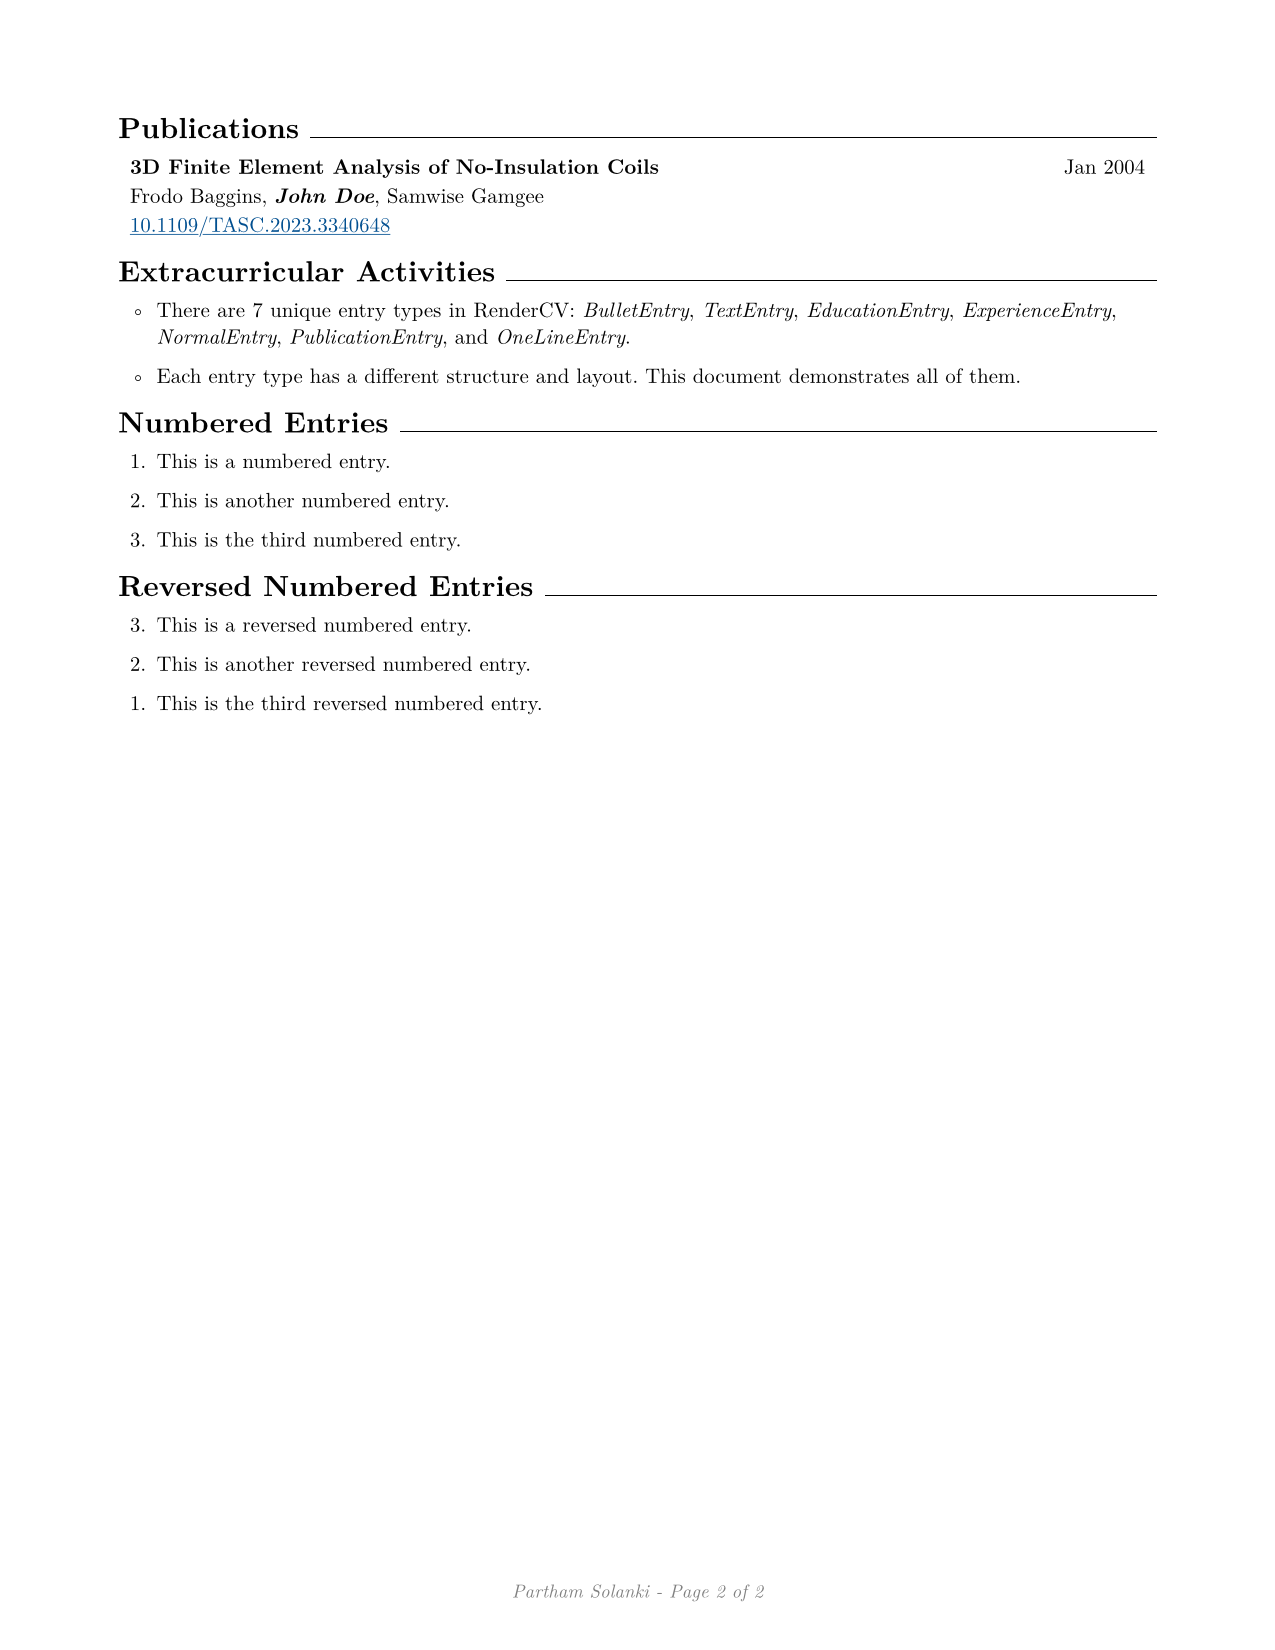 Publications
3D Finite Element Analysis of No-Insulation Coils Jan 2004
Frodo Baggins, John Doe, Samwise Gamgee
10.1109/TASC.2023.3340648
Extracurricular Activities
◦ There are 7 unique entry types in RenderCV: BulletEntry, TextEntry, EducationEntry, ExperienceEntry,
NormalEntry, PublicationEntry, and OneLineEntry.
◦ Each entry type has a different structure and layout. This document demonstrates all of them.
Numbered Entries
1. This is a numbered entry.
2. This is another numbered entry.
3. This is the third numbered entry.
Reversed Numbered Entries
3. This is a reversed numbered entry.
2. This is another reversed numbered entry.
1. This is the third reversed numbered entry.
Partham Solanki - Page 2 of 2